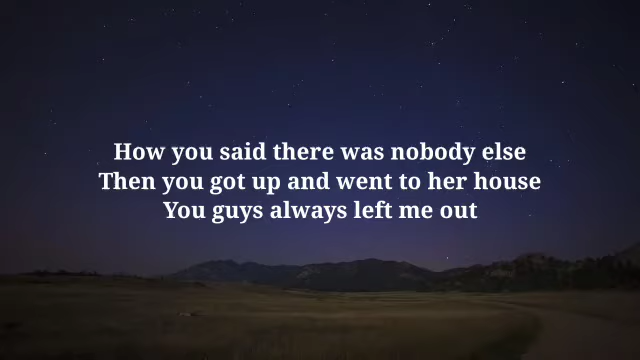 How you said there was nobody else
Then you got up and went to her house
You guys always left me out